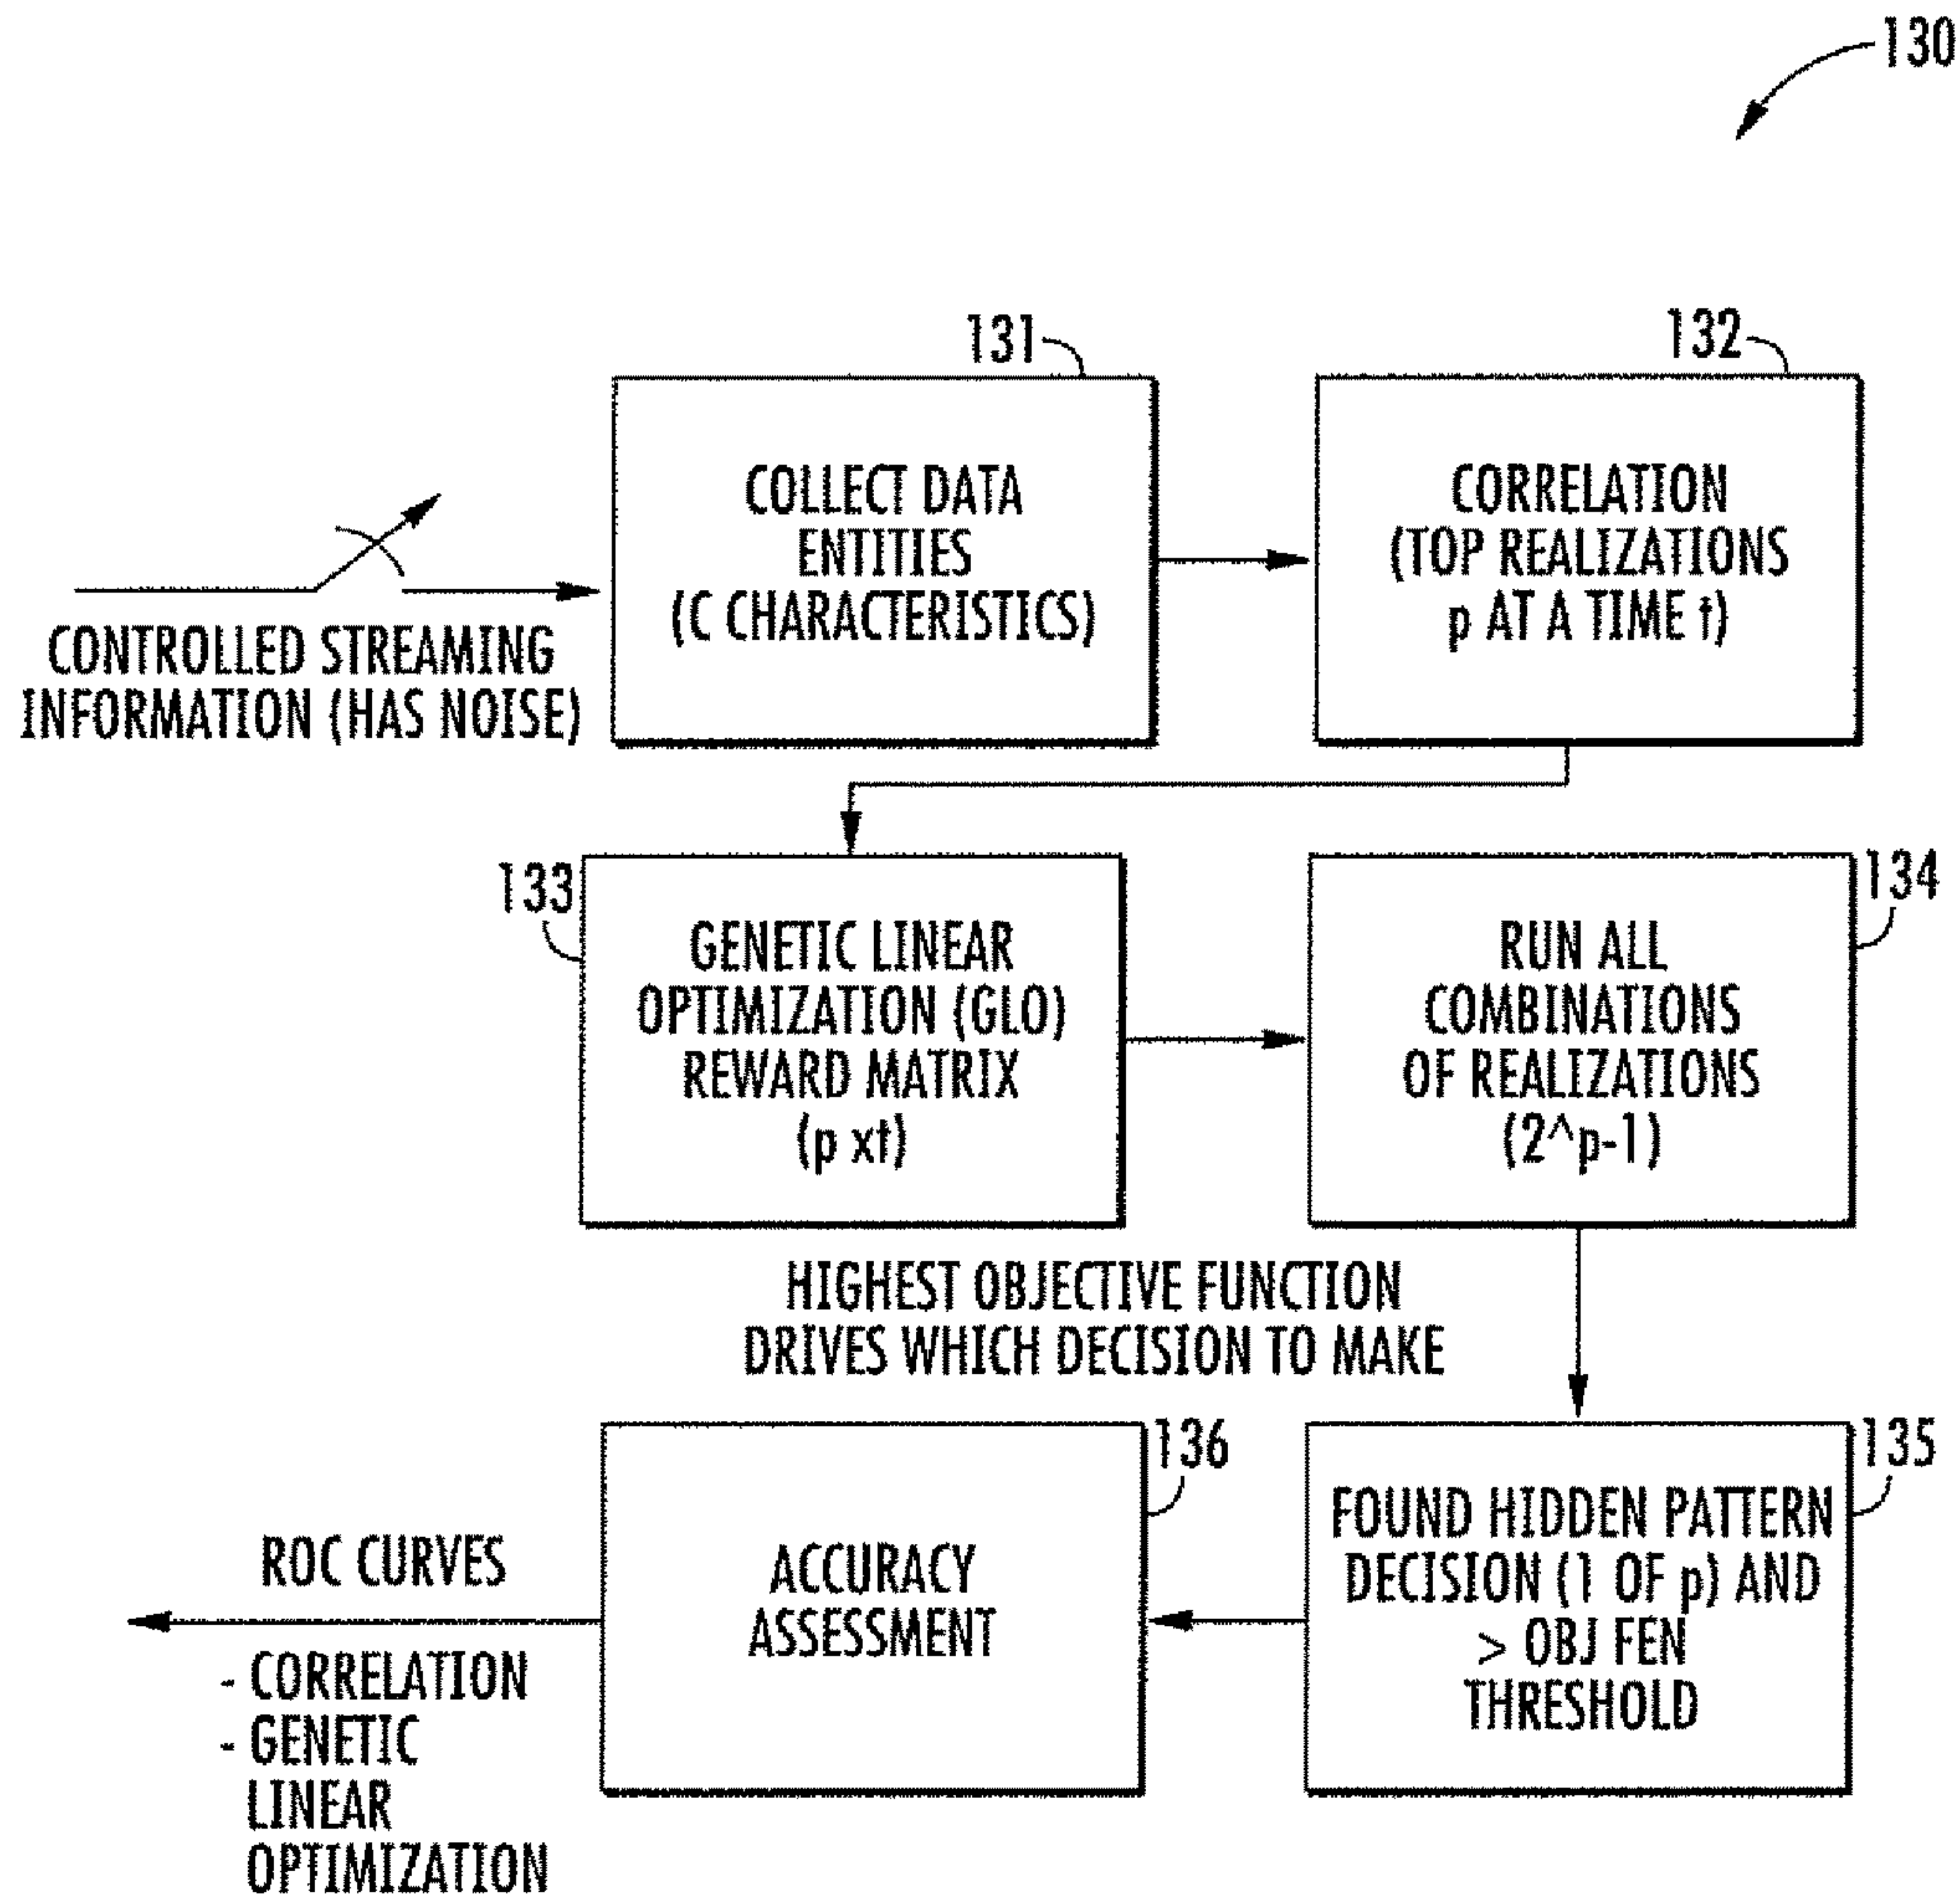 130
131
132
COLLECT DATA
ENTITIES
(C CHARACTERISTICS)
CORRELATION
(TOP REALIZATIONS
p AT A TIME t)
CONTROLLED STREAMING
INFORMATION (HAS NOISE)
133
134
GENETIC LINEAR
OPTIMIZATION (GLO)
REWARD MATRIX
(p xt)
RUN ALL
COMBINATIONS
OF REALIZATIONS
(2^p-1)
HIGHEST OBJECTIVE FUNCTION
DRIVES WHICH DECISION TO MAKE
136
135
FOUND HIDDEN PATTERN
DECISION (1 OF p) AND
> OBJ FEN
THRESHOLD
ACCURACY
ASSESSMENT
ROC CURVES
- CORRELATION
- GENETIC
LINEAR
OPTIMIZATION